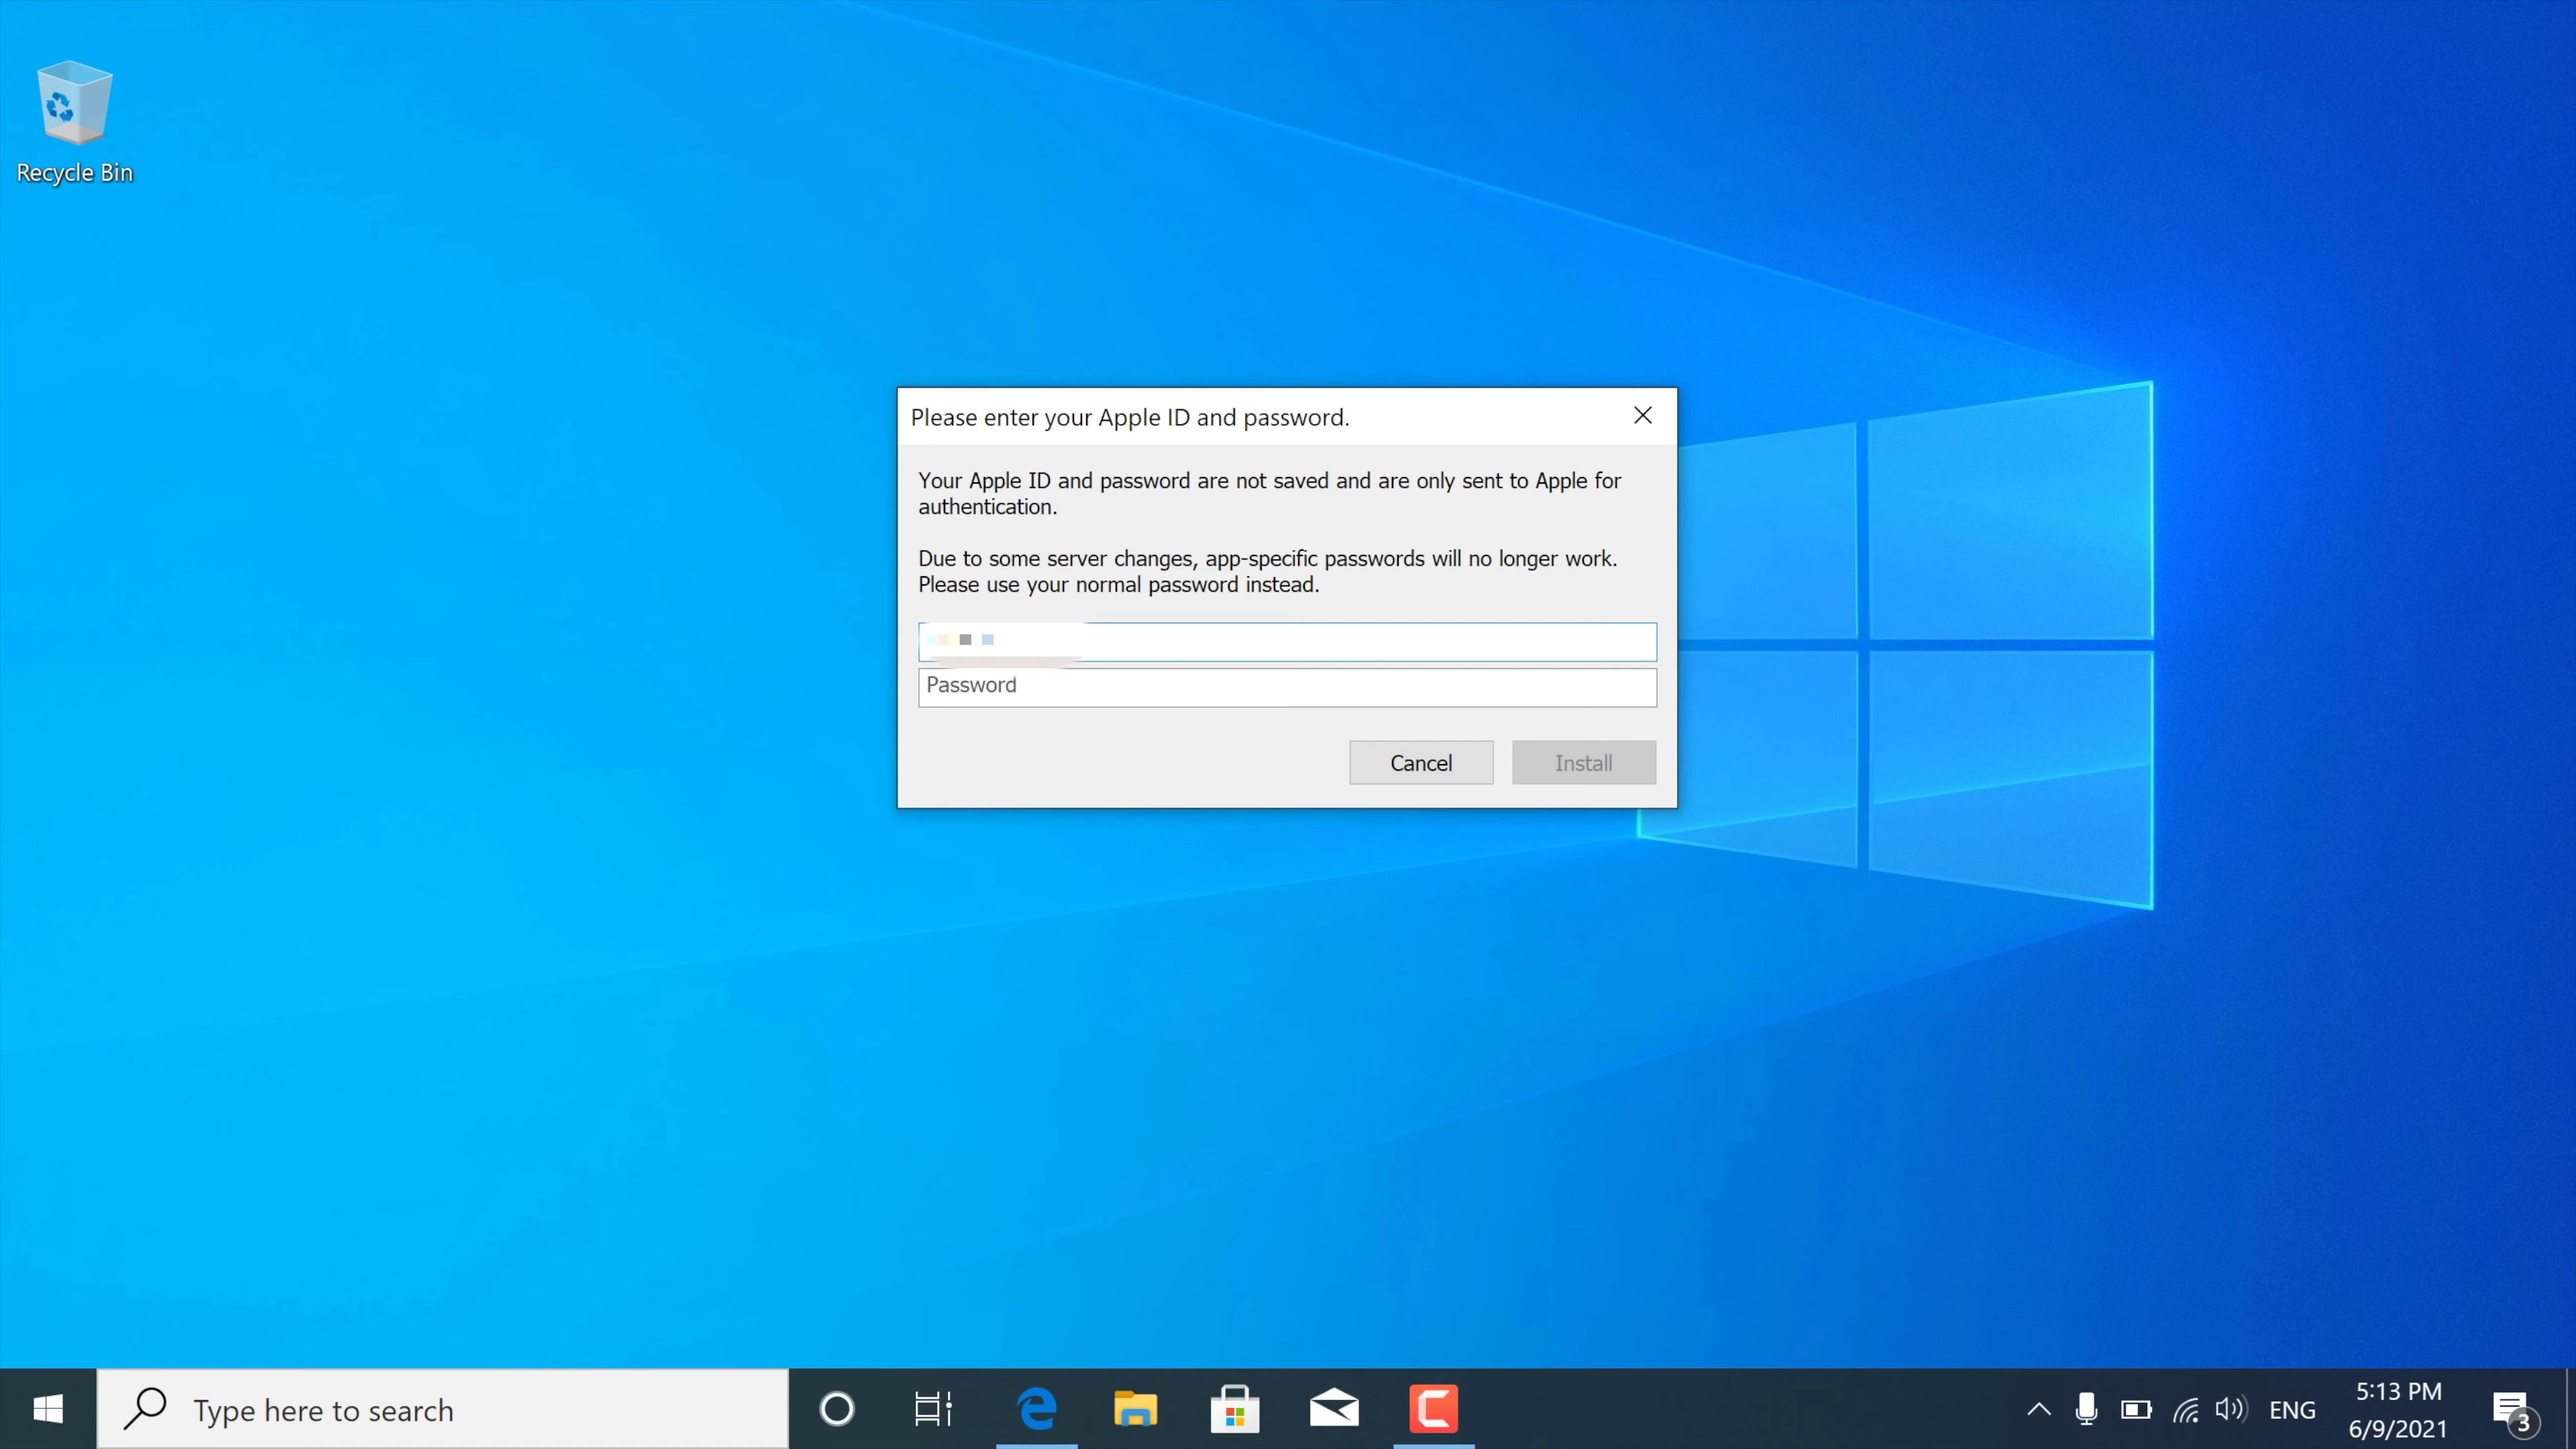 Recycle Bin
Please enter your Apple ID and password.
Your Apple ID and password are not saved and are only sent to Apple for
authentication.
Due to some server changes, app-specific passwords will no longer work.
Please use your normal password instead.
Password
Cancel
Install
Type here to search
ENG
5:13 PM
6/9/2021
3